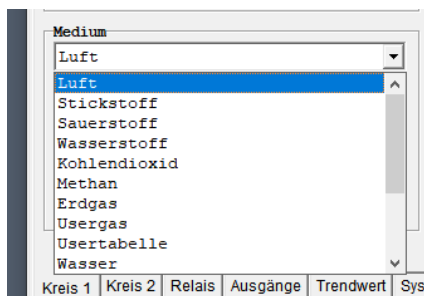 Medium
Luft
Luft
Stickstoff
Sauerstoff
Wasserstoff
Kohlendioxid
Methan
Erdgas
Usergas
Usertabelle
Wasser
Kreis 1 Kreis 2 Relais Ausgänge Trendwert Sys